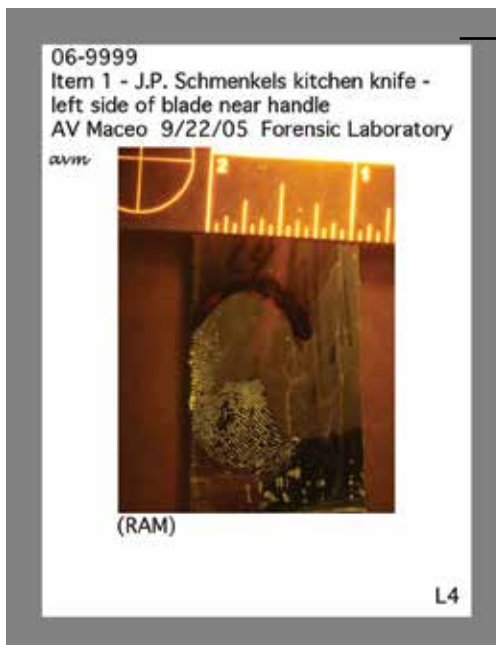 06-9999
Item 1 - J.P. Schmenkels kitchen knife -
left side of blade near handle
AV Maceo 9/22/05 Forensic Laboratory
avm
2 1
(RAM)
L4